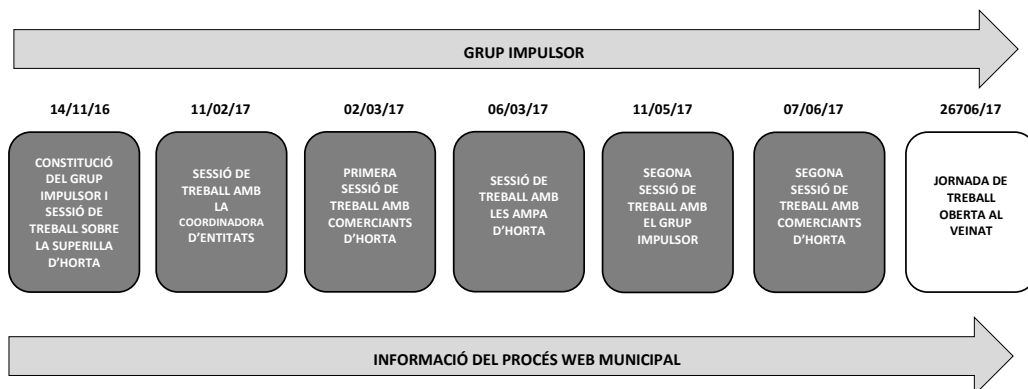 GRUP IMPULSOR
14/11/16
11/02/17
02/03/17
06/03/17
11/05/17
07/06/17
26706/17
CONSTITUCIÓ
DEL GRUP
IMPULSOR I
SESSIÓ DE
TREBALL SOBRE
LA SUPERILLA
D'HORTA
SESSIÓ DE
TREBALL AMB
LA
COORDINADORA
D'ENTITATS
PRIMERA
SESSIÓ DE
TREBALL AMB
COMERCIANTS
D'HORTA
SESSIÓ DE
TREBALL AMB
LES AMPA
D'HORTA
SEGONA
SESSIÓ DE
TREBALL AMB
EL GRUP
IMPULSOR
SEGONA
SESSIÓ DE
TREBALL AMB
COMERCIANTS
D'HORTA
JORNADA DE
TREBALL
OBERTA AL
VEINAT
INFORMACIÓ DEL PROCÉS WEB MUNICIPAL